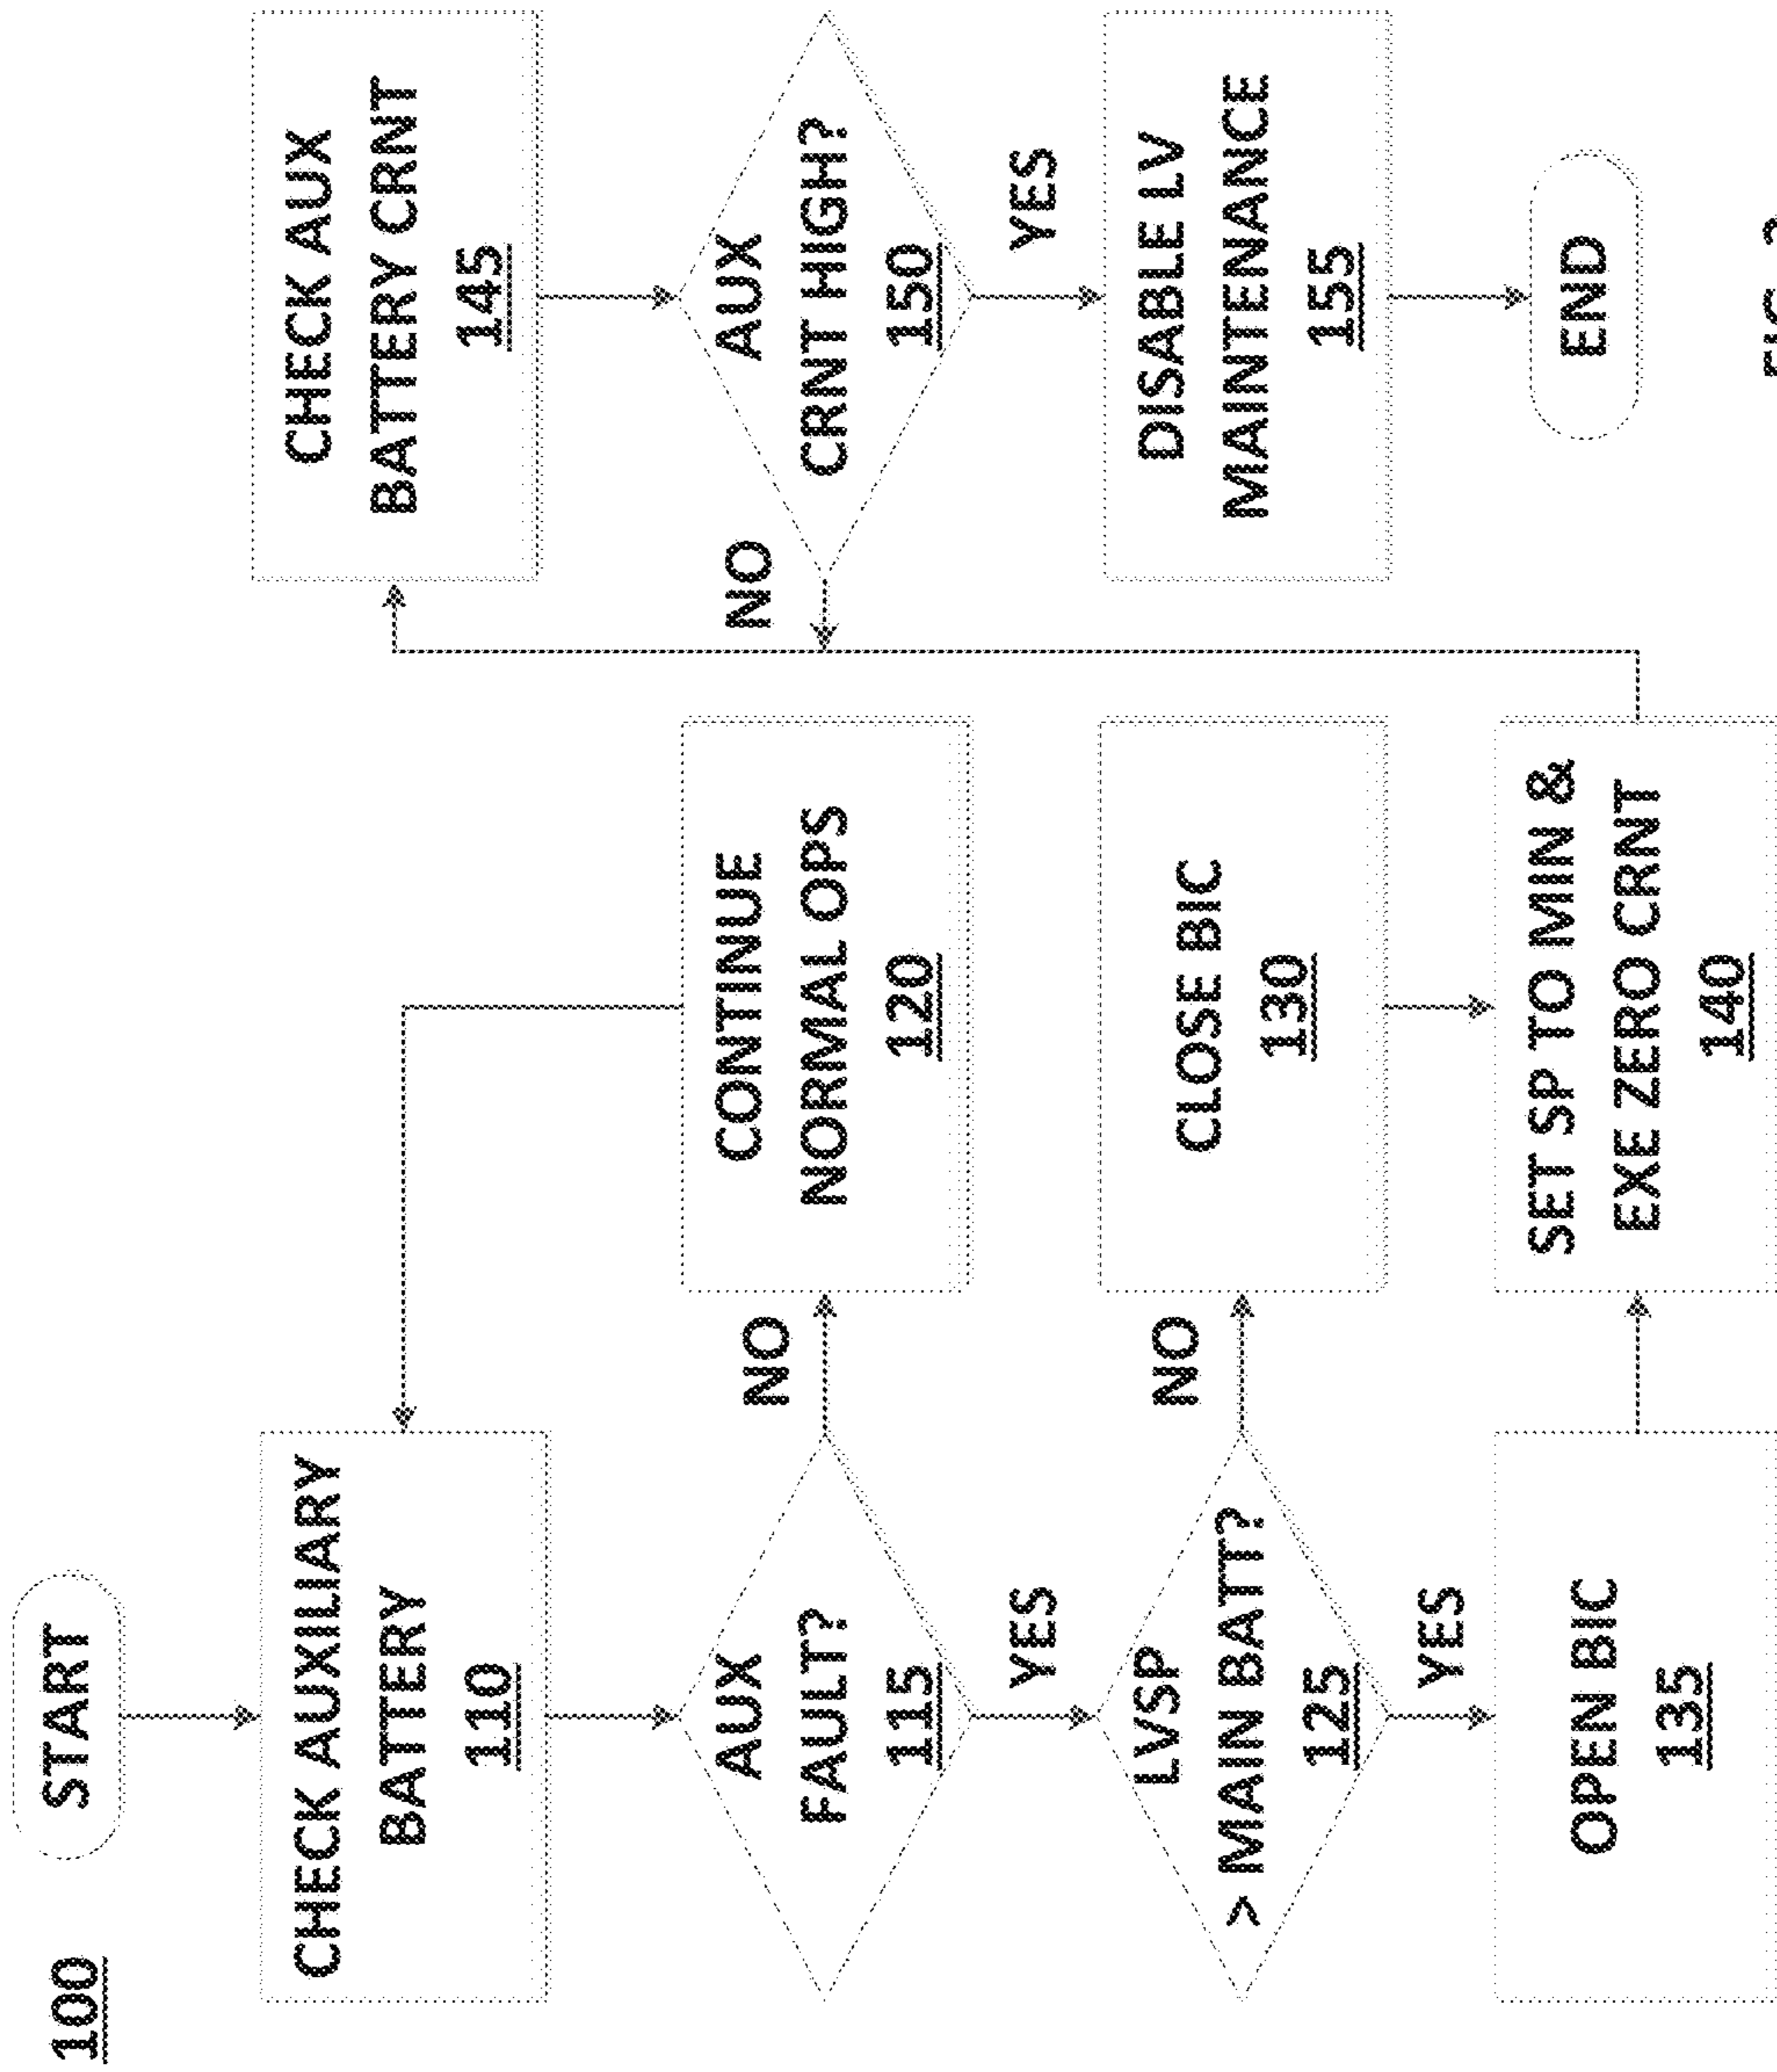 100
START
CHECK AUXILIARY
BATTERY
110
AUX
FAULT?
115
NO
CONTINUE
NORMAL OPS
120
YES
LVSP
> MAIN BATT?
125
NO
CLOSE BIC
130
YES
OPEN BIC
135
SET SP TO MIN &
EXE ZERO CRNT
140
CHECK AUX
BATTERY CRNT
145
AUX
CRNT HIGH?
150
NO
YES
DISABLE LV
MAINTENANCE
155
END